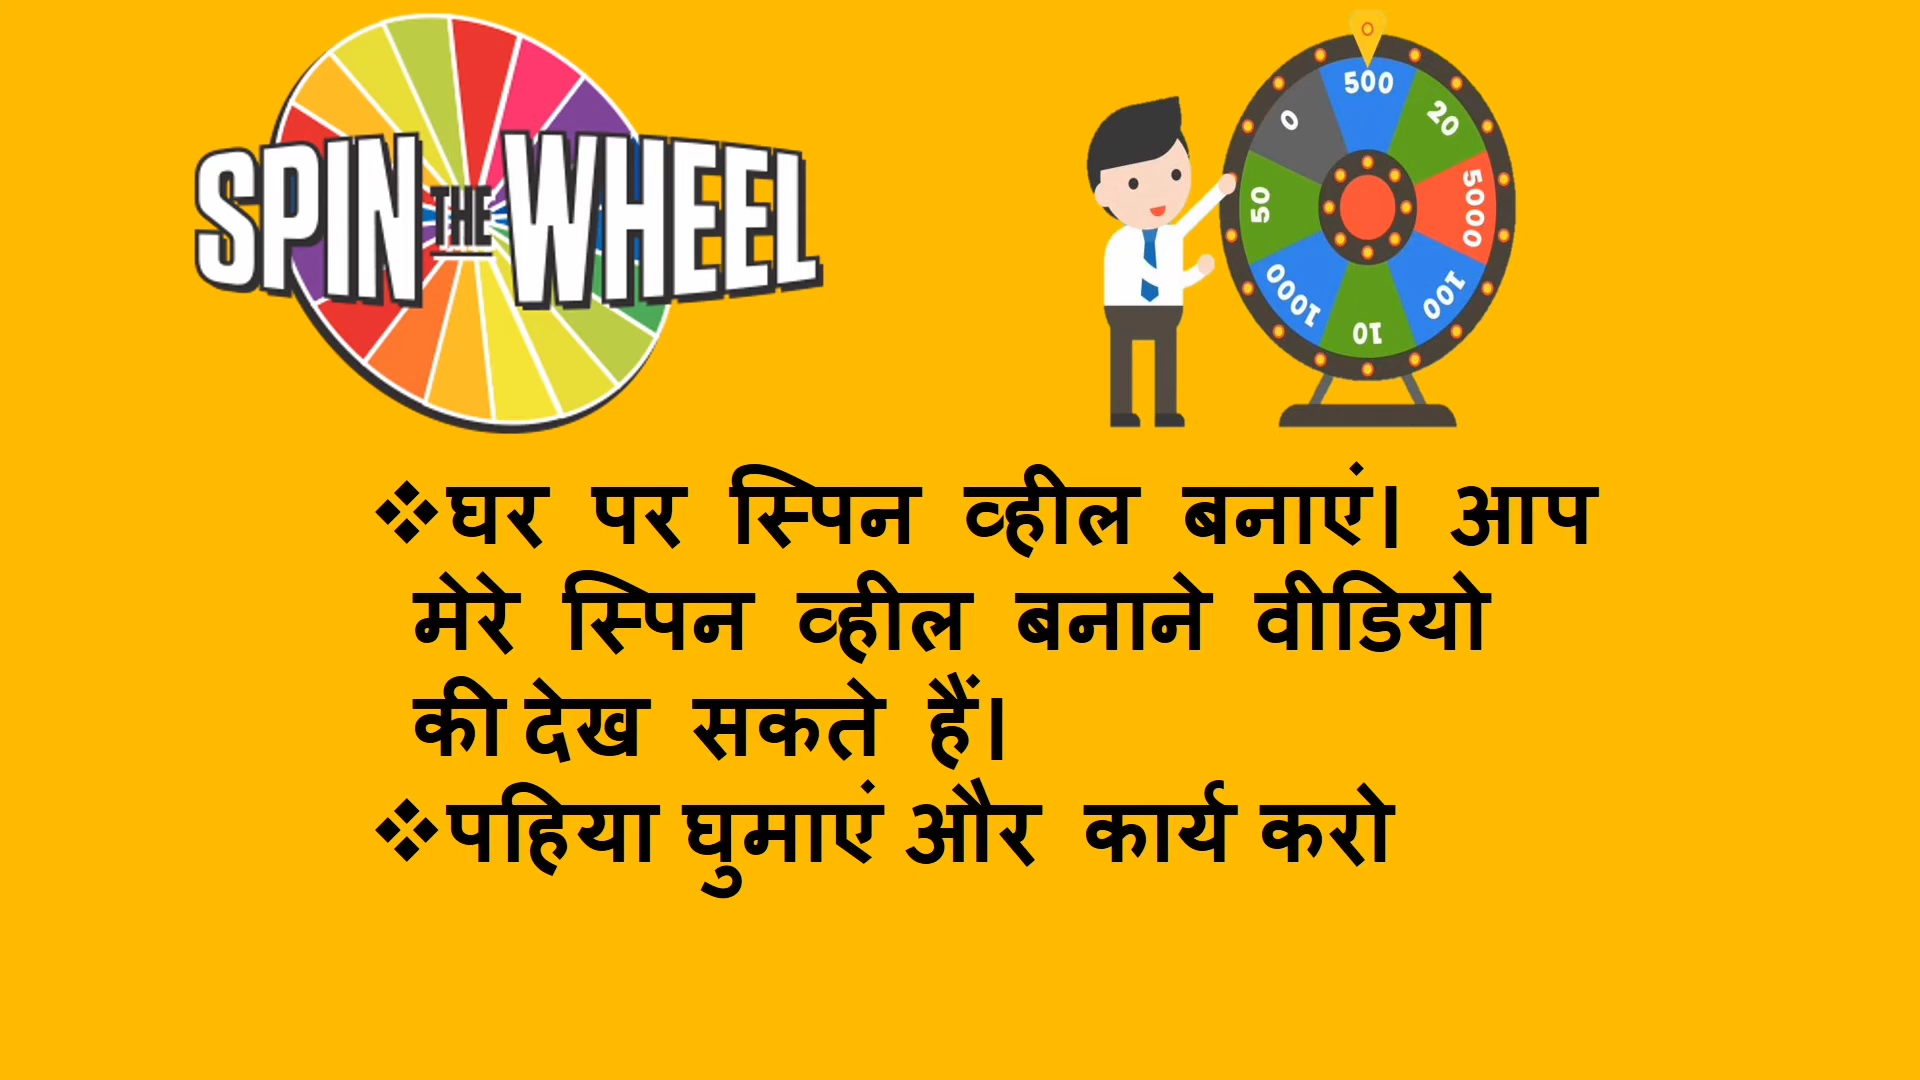 SPIN THE WHEEL
500
20
5000
100
10
1000
50
0
❖घर पर स्पिन व्हील बनाएं। आप
मेरे स्पिन व्हील बनाने वीडियो
की देख सकते हैं।
❖पहिया घुमाएं और कार्य करो